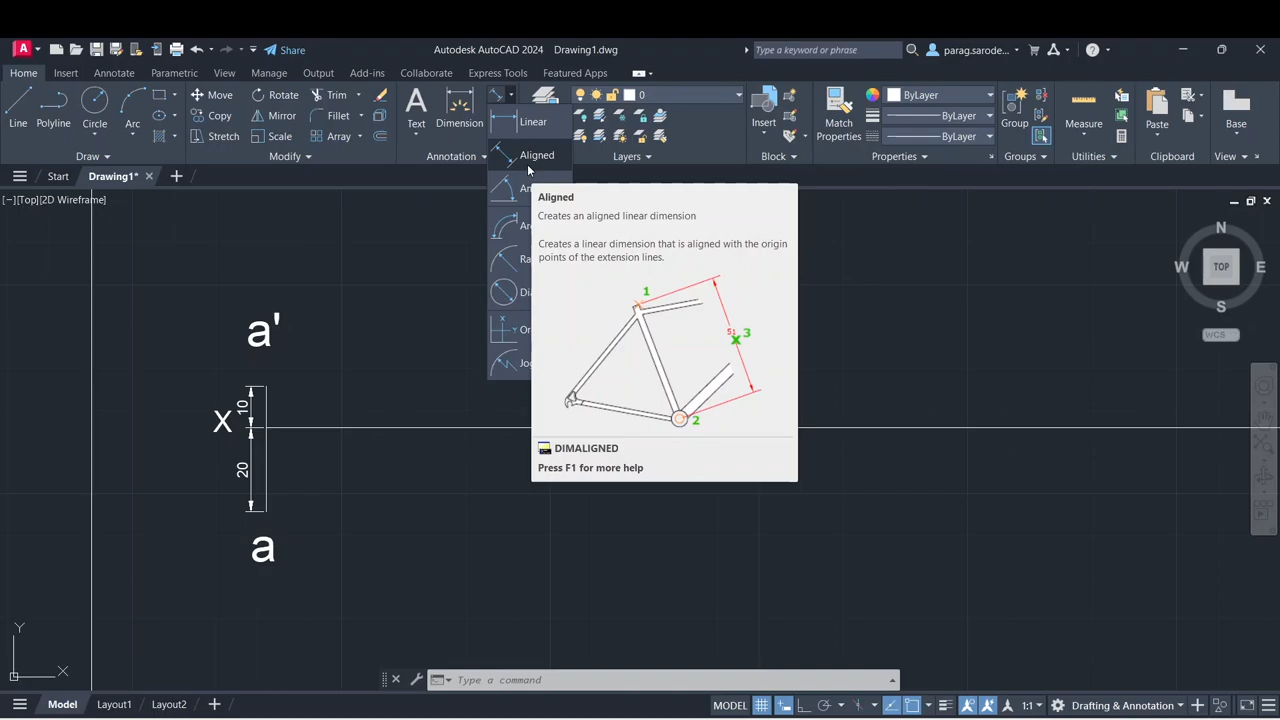 Share
Autodesk AutoCAD 2024 Drawing1.dwg
Type a keyword or phrase
parag.sarode...
Home Insert Annotate Parametric View Manage Output Add-ins Collaborate Express Tools Featured Apps
Line Polyline Circle Arc
Move Rotate Trim
Copy Mirror Fillet
Stretch Scale Array
Text Dimension
0
Insert
Match
Properties
ByLayer
ByLayer
ByLayer
Group
Measure
Paste
Base
Draw Modify Annotation Layers Block Properties Groups Utilities Clipboard View
Linear
Aligned
Start Drawing1*
[−][Top][2D Wireframe]
Aligned
Creates an aligned linear dimension
Creates a linear dimension that is aligned with the origin
points of the extension lines.
1
51
3
2
DIMALIGNED
Press F1 for more help
N
W TOP E
S
WCS
a'
X
10
20
a
Y
X
Type a command
Model Layout1 Layout2
MODEL
1:1
Drafting & Annotation